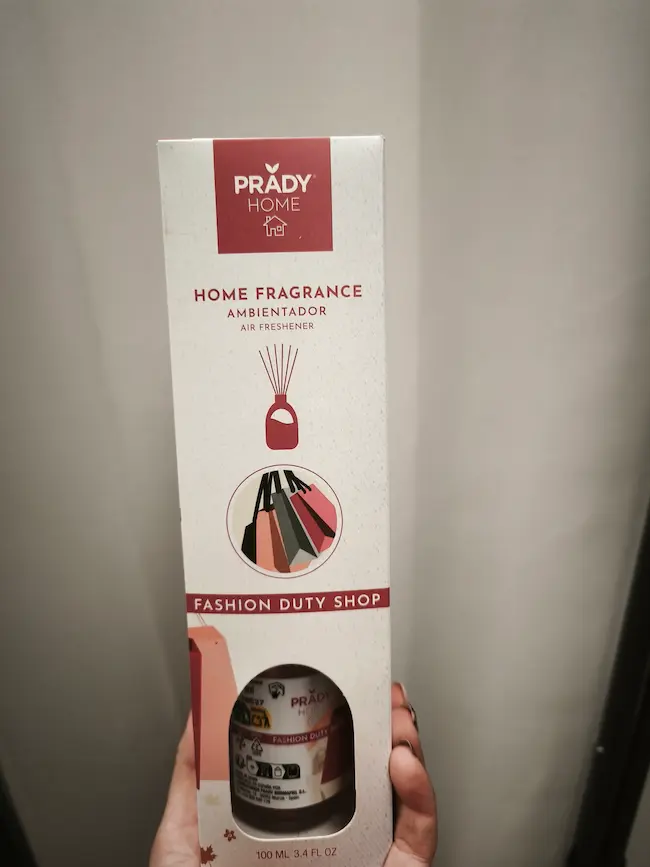 PRADY
HOME
HOME FRAGRANCE
AMBIENTADOR
AIR FRESHENER
FASHION DUTY SHOP
PRADY
FASHION DUTY
100 ML 3.4 FL OZ